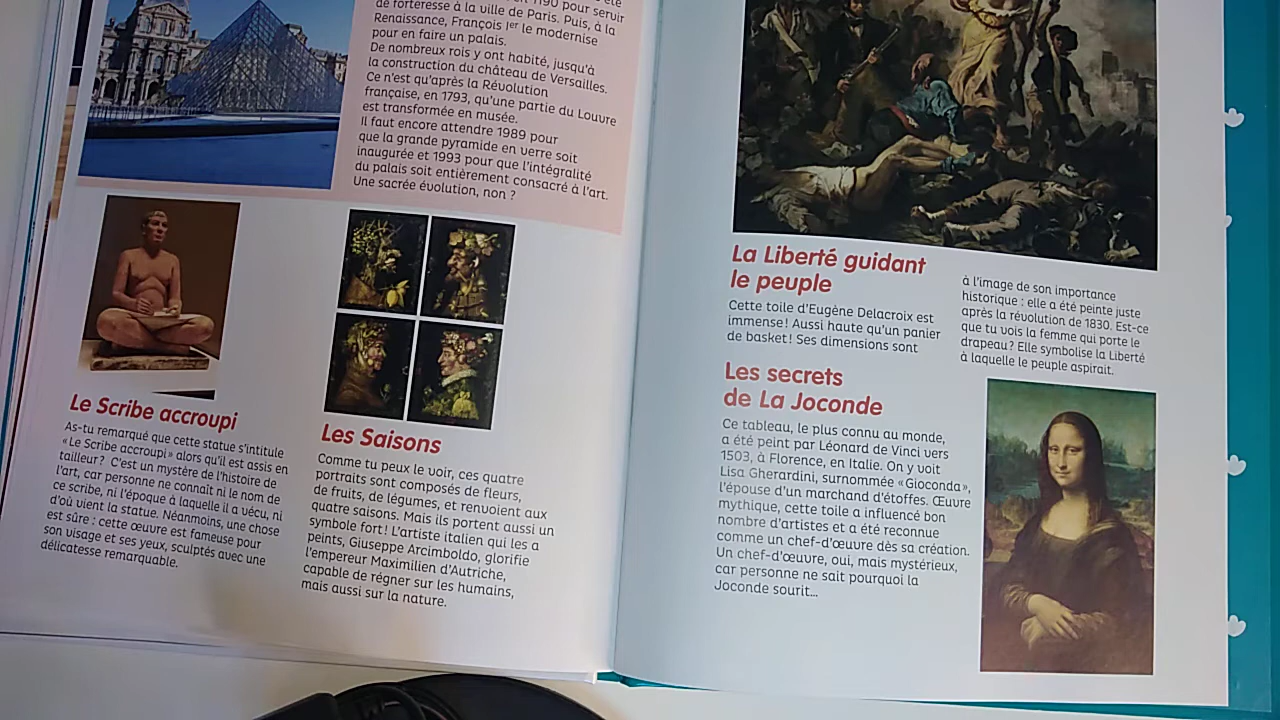 1190 pour servir
de forteresse à la ville de Paris. Puis, à la
Renaissance, François Ier le modernise
pour en faire un palais.
De nombreux rois y ont habité, jusqu'à
la construction du château de Versailles.
Ce n'est qu'après la Révolution
française, en 1793, qu'une partie du Louvre
est transformée en musée.
Il faut encore attendre 1989 pour
que la grande pyramide en verre soit
inaugurée et 1993 pour que l'intégralité
du palais soit entièrement consacré à l'art.
Une sacrée évolution, non ?
Le Scribe accroupi
As-tu remarqué que cette statue s'intitule
« Le Scribe accroupi » alors qu'il est assis en
tailleur ? C'est un mystère de l'histoire de
l'art, car personne ne connait ni le nom de
ce scribe, ni l'époque à laquelle il a vécu, ni
d'où vient la statue. Néanmoins, une chose
est sûre : cette œuvre est fameuse pour
son visage et ses yeux, sculptés avec une
délicatesse remarquable.
Les Saisons
Comme tu peux le voir, ces quatre
portraits sont composés de fleurs,
de fruits, de légumes, et renvoient aux
quatre saisons. Mais ils portent aussi un
symbole fort ! L'artiste italien qui les a
peints, Giuseppe Arcimboldo, glorifie
l'empereur Maximilien d'Autriche,
capable de régner sur les humains,
mais aussi sur la nature.
La Liberté guidant
le peuple
Cette toile d'Eugène Delacroix est
immense ! Aussi haute qu'un panier
de basket ! Ses dimensions sont
à l'image de son importance
historique : elle a été peinte juste
après la révolution de 1830. Est-ce
que tu vois la femme qui porte le
drapeau ? Elle symbolise la Liberté
à laquelle le peuple aspirait.
Les secrets
de La Joconde
Ce tableau, le plus connu au monde,
a été peint par Léonard de Vinci vers
1503, à Florence, en Italie. On y voit
Lisa Gherardini, surnommée « Gioconda »,
l'épouse d'un marchand d'étoffes. Œuvre
mythique, cette toile a influencé bon
nombre d'artistes et a été reconnue
comme un chef-d'œuvre dès sa création.
Un chef-d'œuvre, oui, mais mystérieux,
car personne ne sait pourquoi la
Joconde sourit...